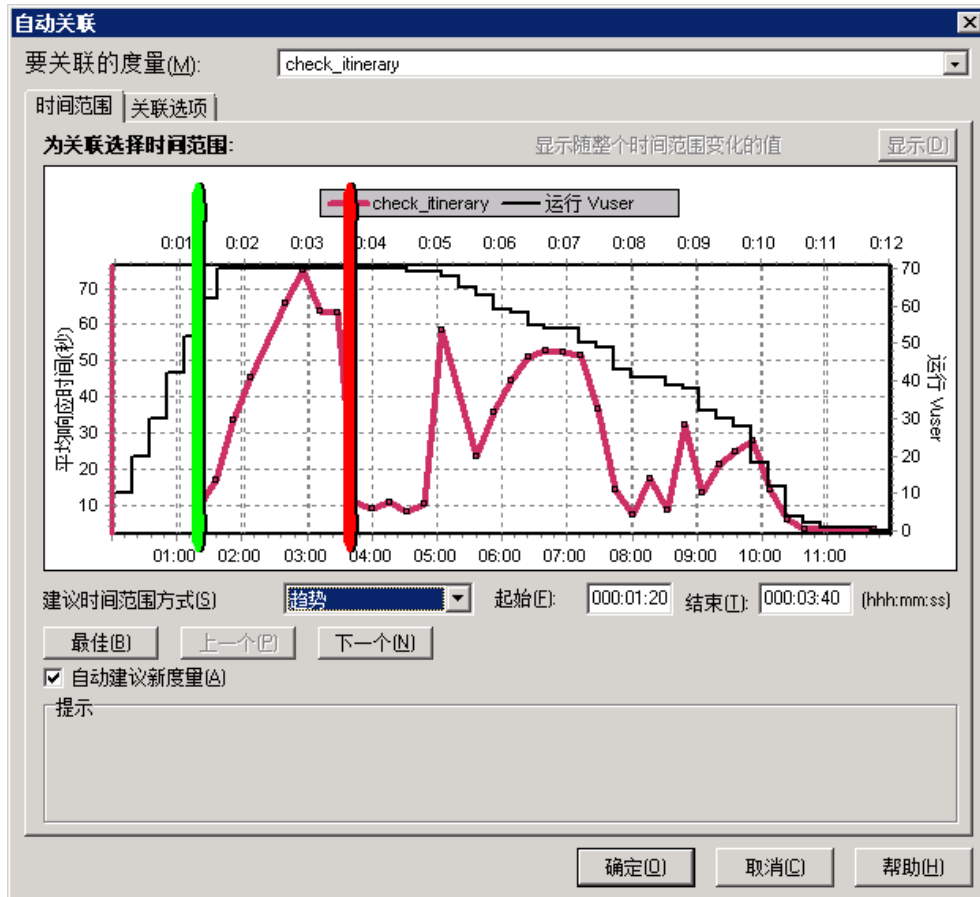 自动关联
要关联的度量(M): check_itinerary
时间范围 关联选项
为关联选择时间范围: 显示随整个时间范围变化的值 显示(D)
check_itinerary 运行 Vuser
0:01 0:02 0:03 0:04 0:05 0:06 0:07 0:08 0:09 0:10 0:11 0:12
平均响应时间(秒)
70
60
50
40
30
20
10
70
60
50
40
30
20
10
0
运行 Vuser
01:00 02:00 03:00 04:00 05:00 06:00 07:00 08:00 09:00 10:00 11:00
建议时间范围方式(S) 趋势 起始(F): 000:01:20 结束(T): 000:03:40 (hhh:mm:ss)
最佳(B) 上一个(P) 下一个(N)
自动建议新度量(A)
提示
确定(O) 取消(C) 帮助(H)